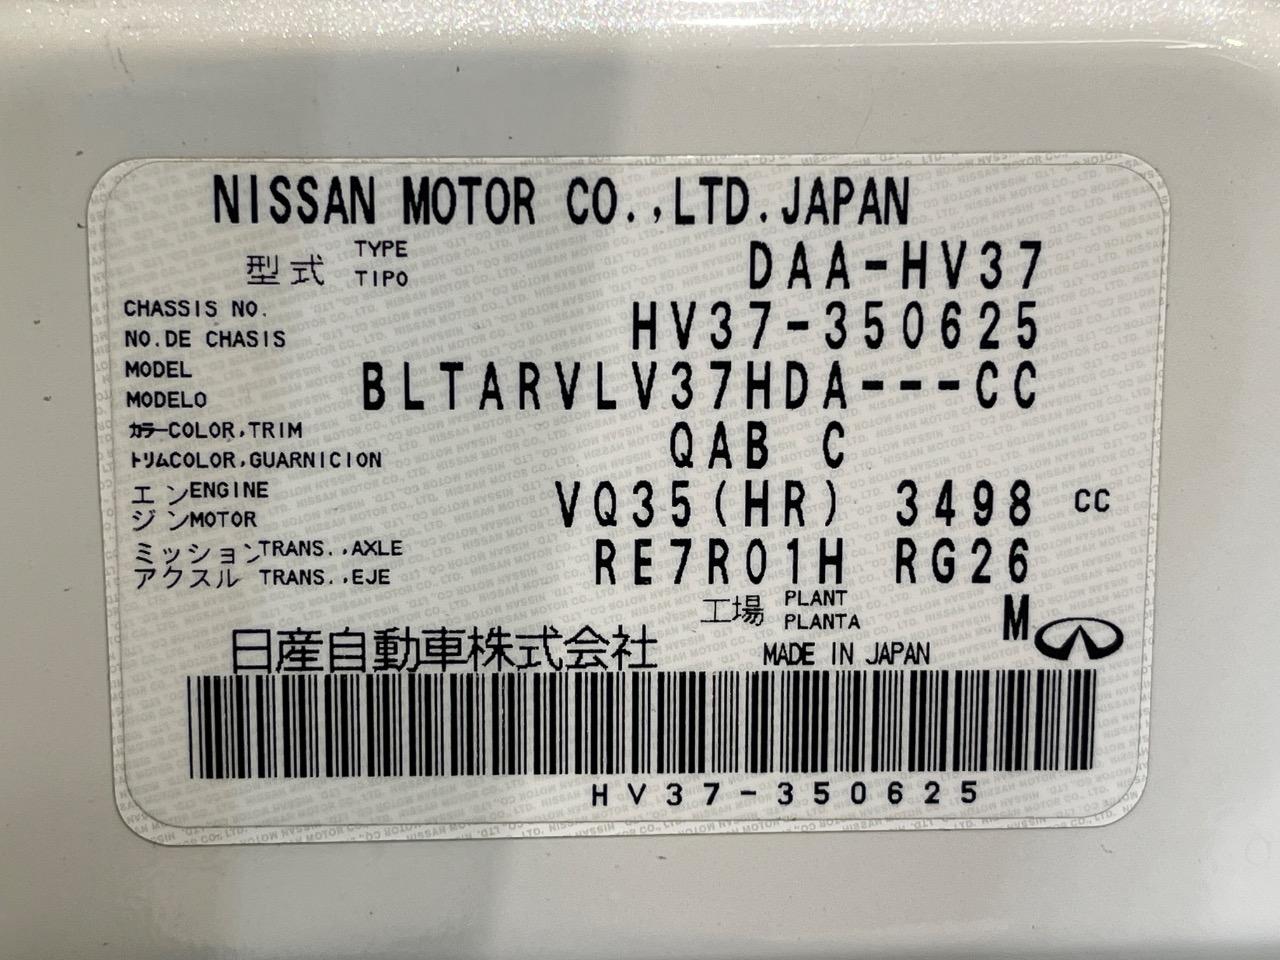 NISSAN MOTOR CO.,LTD.JAPAN
型式 TYPE TIPO DAA-HV37
CHASSIS NO.
NO.DE CHASIS HV37-350625
MODEL
MODELO BLTARVLV37HDA---CC
カラーCOLOR,TRIM
トリムCOLOR,GUARNICION QAB C
エンENGINE
ジンMOTOR VQ35(HR) 3498 CC
ミッションTRANS.,AXLE
アクスル TRANS.,EJE RE7R01H RG26
工場 PLANT PLANTA M
日産自動車株式会社 MADE IN JAPAN
HV37-350625